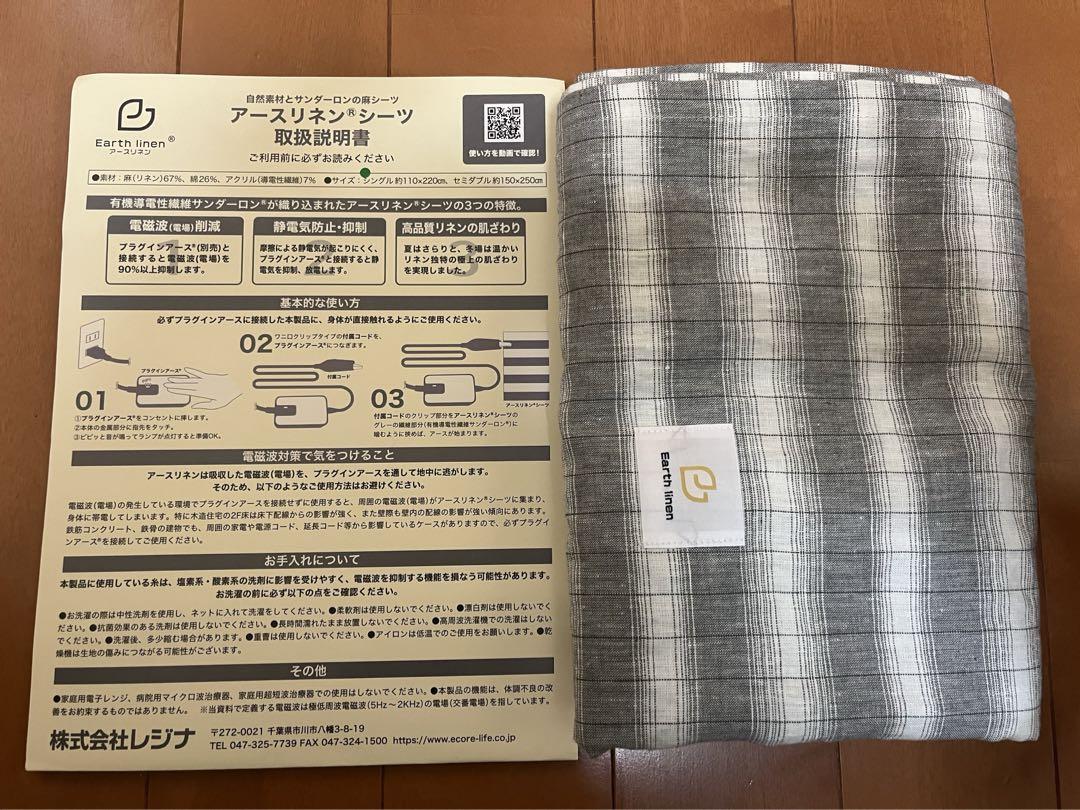 Earth linen®
アースリネン
自然素材とサンダーロンの麻シーツ
アースリネン®シーツ
取扱説明書
ご利用前に必ずお読みください
使い方を動画で確認!
●素材:麻(リネン)67%、綿26%、アクリル(導電性繊維)7% ●サイズ:シングル 約110×220㎝、セミダブル 約150×250㎝
有機導電性繊維サンダーロン®が織り込まれたアースリネン®シーツの3つの特徴。
電磁波(電場)削減
プラグインアース®(別売)と
接続すると電磁波(電場)を
90%以上抑制します。
静電気防止・抑制
摩擦による静電気が起こりにくく、
プラグインアース®と接続すると静
電気を抑制、放電します。
高品質リネンの肌ざわり
夏はさらりと、冬場は温かい
リネン独特の極上の肌ざわり
を実現しました。
基本的な使い方
必ずプラグインアースに接続した本製品に、身体が直接触れるようにご使用ください。
プラグインアース®
01
①プラグインアース®をコンセントに挿します。
②本体の金属部分に指先をタッチ。
③ピピッと音が鳴ってランプが点灯すると準備OK。
02
ワニ口クリップタイプの付属コードを、
プラグインアース®につなぎます。
付属コード
03
アースリネン®シーツ
付属コードのクリップ部分をアースリネン®シーツの
グレーの繊維部分(有機導電性繊維サンダーロン®)に
噛むように挟めば、アースが始まります。
電磁波対策で気をつけること
アースリネンは吸収した電磁波(電場)を、プラグインアースを通して地中に逃がします。
そのため、以下のようなご使用方法はお避けください。
電磁波(電場)の発生している環境でプラグインアースを接続せずに使用すると、周囲の電磁波(電場)がアースリネン®シーツに集まり、
身体に帯電してしまいます。特に木造住宅の2F床は床下配線からの影響が強く、また壁際も壁内の配線の影響が強い傾向にあります。
鉄筋コンクリート、鉄骨の建物でも、周囲の家電や電源コード、延長コード等から影響しているケースがありますので、必ずプラグイ
ンアース®を接続してご使用ください。
お手入れについて
本製品に使用している糸は、塩素系・酸素系の洗剤に影響を受けやすく、電磁波を抑制する機能を損なう可能性があります。
お洗濯の前に必ず以下の点をご確認ください。
●お洗濯の際は中性洗剤を使用し、ネットに入れて洗濯をしてください。●柔軟剤は使用しないでください。●漂白剤は使用しないでく
ださい。●抗菌効果のある洗剤は使用しないでください。●長時間濡れたまま放置しないでください。●高周波洗濯機での洗濯はしない
でください。●洗濯後、多少縮む場合があります。●重曹は使用しないでください。●アイロンは低温でのご使用をお願いします。●乾
燥機は生地の傷みにつながる可能性がございます。
その他
●家庭用電子レンジ、病院用マイクロ波治療器、家庭用超短波治療器での使用はしないでください。●本製品の機能は、体調不良の改
善をお約束するものではありません。 ※当資料で定義する電磁波は極低周波電磁波(5Hz〜2KHz)の電場(交番電場)を指しています。
株式会社レジナ
〒272-0021 千葉県市川市八幡3-8-19
TEL 047-325-7739 FAX 047-324-1500 https://www.ecore-life.co.jp
Earth linen